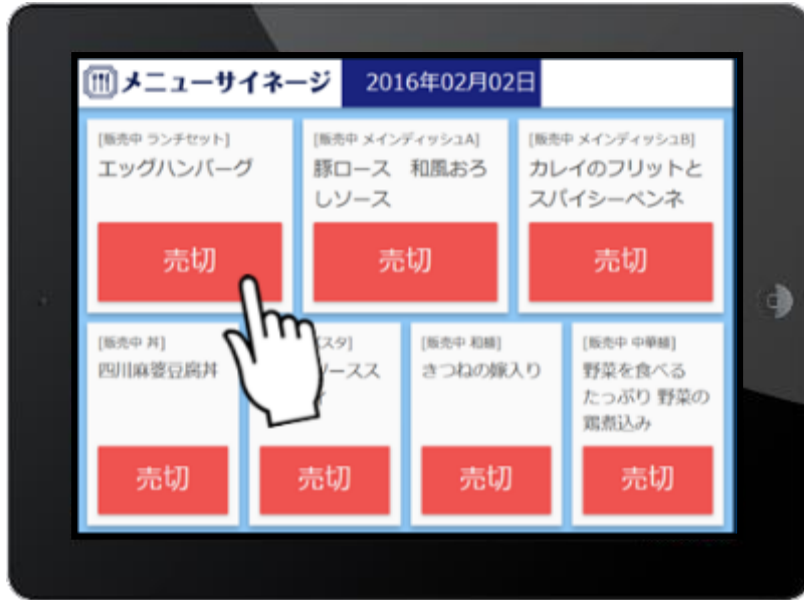 メニューサイネージ
2016年02月02日
[販売中 ランチセット]
エッグハンバーグ
売切
[販売中 メインディッシュA]
豚ロース 和風おろ
しソース
売切
[販売中 メインディッシュB]
カレイのフリットと
スパイシーペンネ
売切
[販売中 丼]
四川麻婆豆腐丼
売切
スタ]
ソースス
売切
[販売中 和麺]
きつねの嫁入り
売切
[販売中 中華麺]
野菜を食べる
たっぷり 野菜の
鶏煮込み
売切